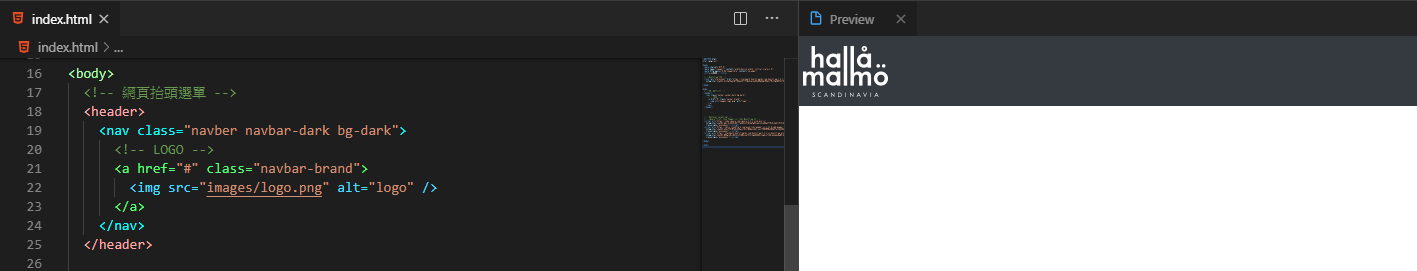 index.html
index.html > ...
16 <body>
17 <!-- 網頁抬頭選單 -->
18 <header>
19 <nav class="navber navbar-dark bg-dark">
20 <!-- LOGO -->
21 <a href="#" class="navbar-brand">
22 <img src="images/logo.png" alt="logo" />
23 </a>
24 </nav>
25 </header>
26
Preview
hallå
malmö
SCANDINAVIA